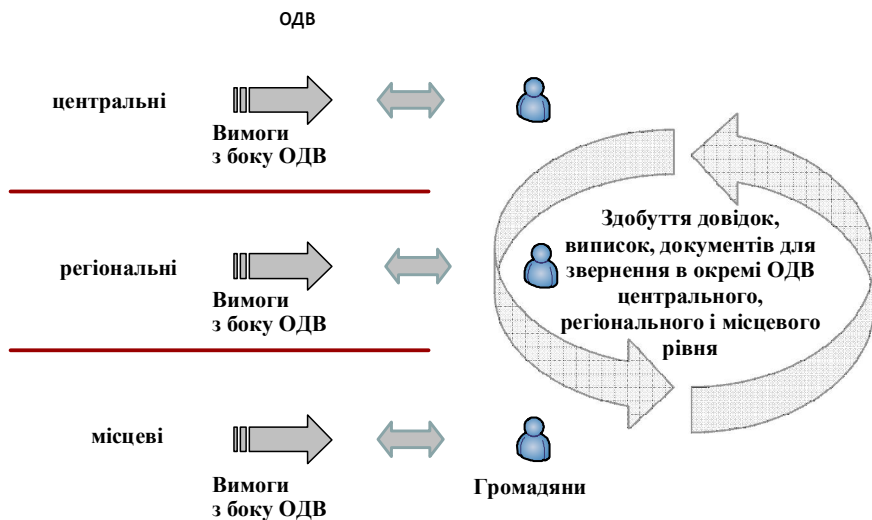 ОДВ
центральні
Вимоги
з боку ОДВ
Здобуття довідок,
виписок, документів для
звернення в окремі ОДВ
центрального,
регіонального і місцевого
рівня
регіональні
Вимоги
з боку ОДВ
місцеві
Вимоги
з боку ОДВ
Громадяни